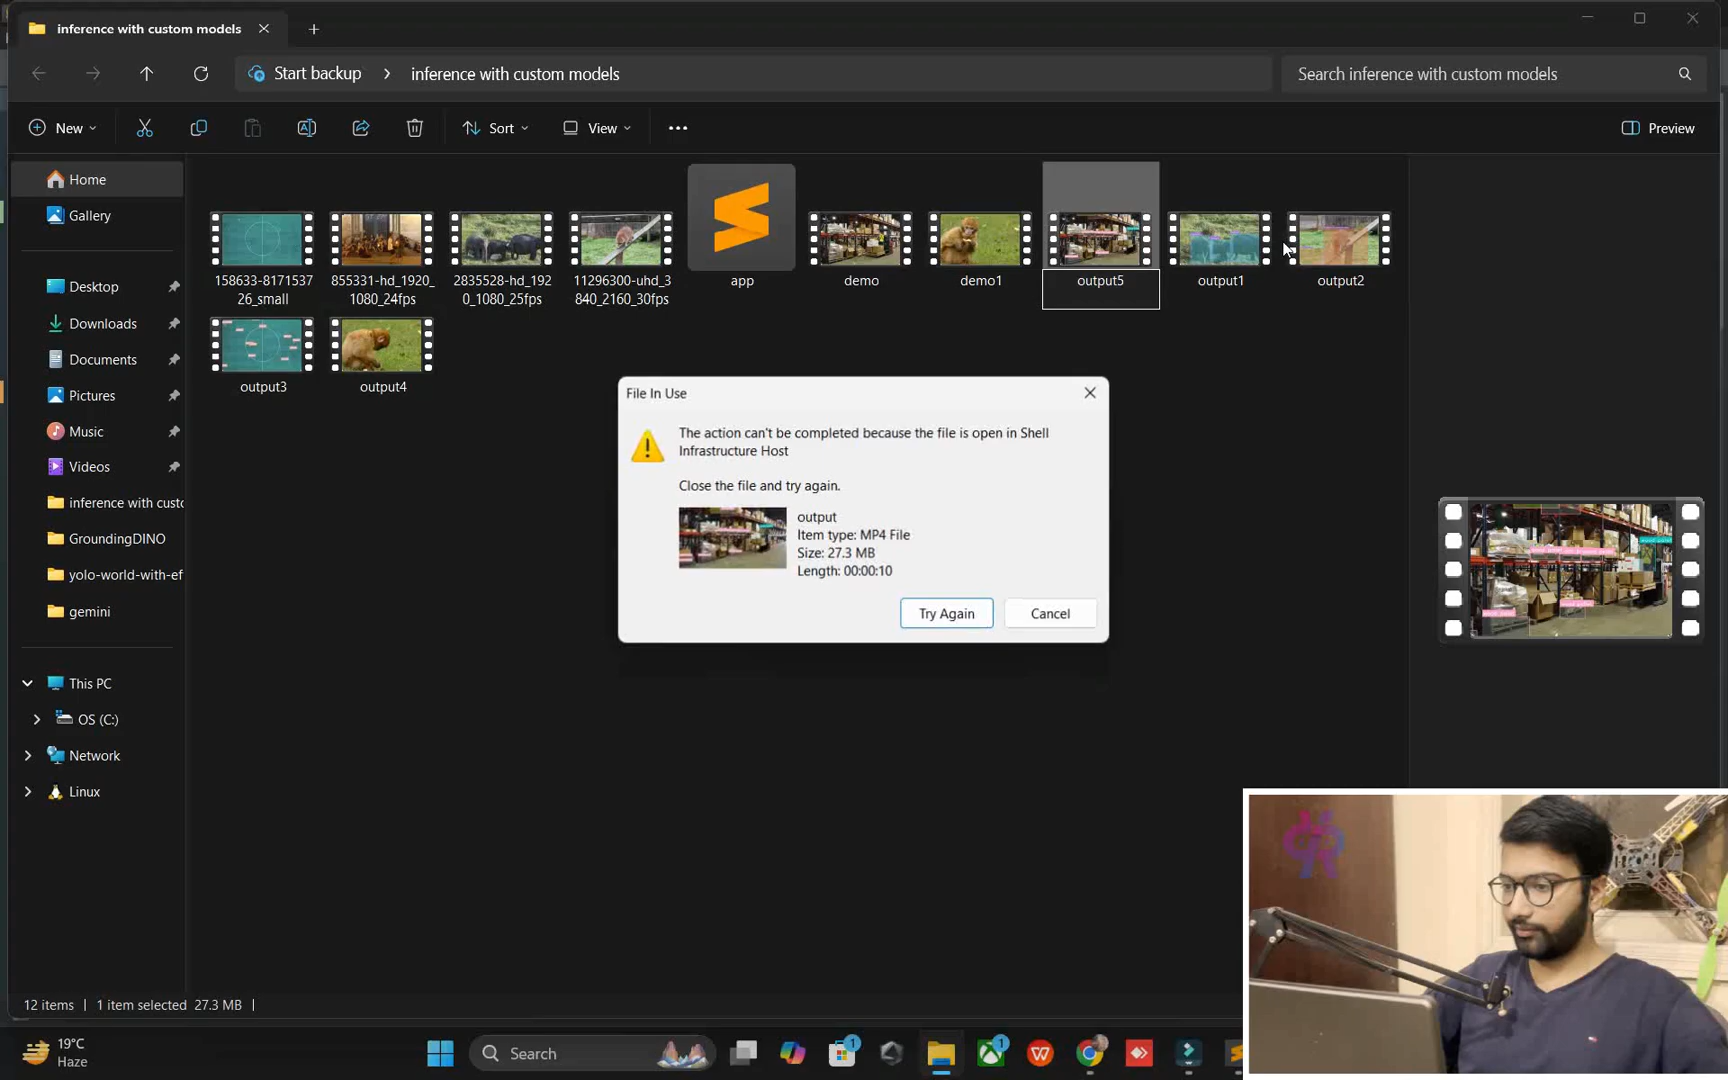 inference with custom models
Start backup > inference with custom models
Search inference with custom models
New
Sort
View
Preview
Home
Gallery
Desktop
Downloads
Documents
Pictures
Music
Videos
inference with custo
GroundingDINO
yolo-world-with-ef
gemini
This PC
OS (C:)
Network
Linux
158633-8171537
26_small
855331-hd_1920_
1080_24fps
2835528-hd_192
0_1080_25fps
11296300-uhd_3
840_2160_30fps
app
demo
demo1
output5
output1
output2
output3
output4
File In Use
The action can't be completed because the file is open in Shell
Infrastructure Host
Close the file and try again.
output
Item type: MP4 File
Size: 27.3 MB
Length: 00:00:10
Try Again
Cancel
12 items | 1 item selected 27.3 MB |
19°C
Haze
Search
1
1